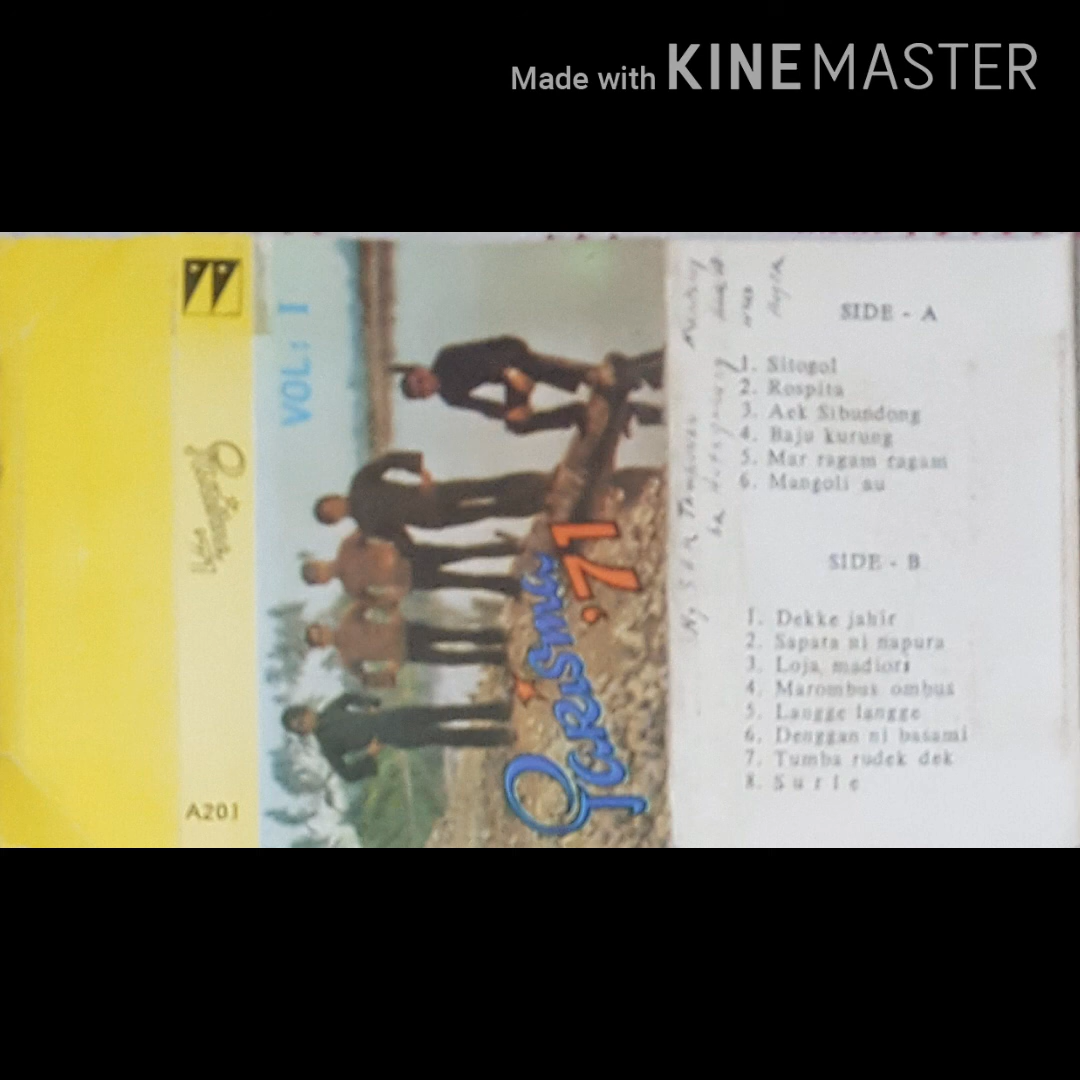 Made with KINEMASTER
A201
VOL: I
Garisma '71
SIDE - A
1. Sitogol
2. Rospita
3. Aek Sibundong
4. Baju kurung
5. Mar ragam ragam
6. Mangoli au
SIDE - B
1. Dekke jahir
2. Sapata ni napura
3. Loja madiori
4. Marombus ombus
5. Langge langge
6. Denggan ni basami
7. Tumba rudek dek
8. Surle